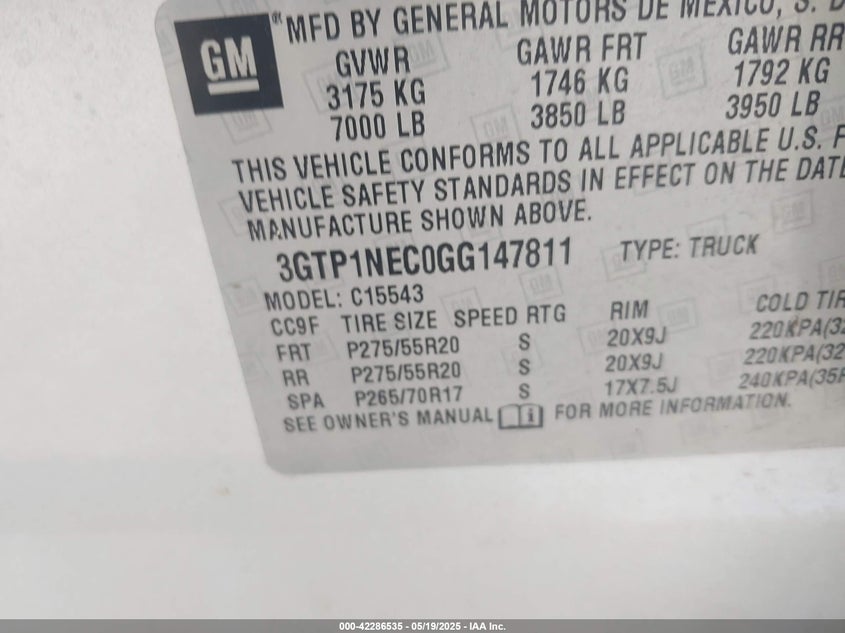 GM
MFD BY GENERAL MOTORS DE MEXICO, S. D
GVWR GAWR FRT GAWR RR
3175 KG 1746 KG 1792 KG
7000 LB 3850 LB 3950 LB
THIS VEHICLE CONFORMS TO ALL APPLICABLE U.S. F
VEHICLE SAFETY STANDARDS IN EFFECT ON THE DATE
MANUFACTURE SHOWN ABOVE.
3GTP1NEC0GG147811 TYPE: TRUCK
MODEL: C15543
CC9F TIRE SIZE SPEED RTG RIM COLD TIR
FRT P275/55R20 S 20X9J 220KPA(32
RR P275/55R20 S 20X9J 220KPA(32
SPA P265/70R17 S 17X7.5J 240KPA(35P
SEE OWNER'S MANUAL i FOR MORE INFORMATION.
000-42286535 - 05/19/2025 - IAA Inc.